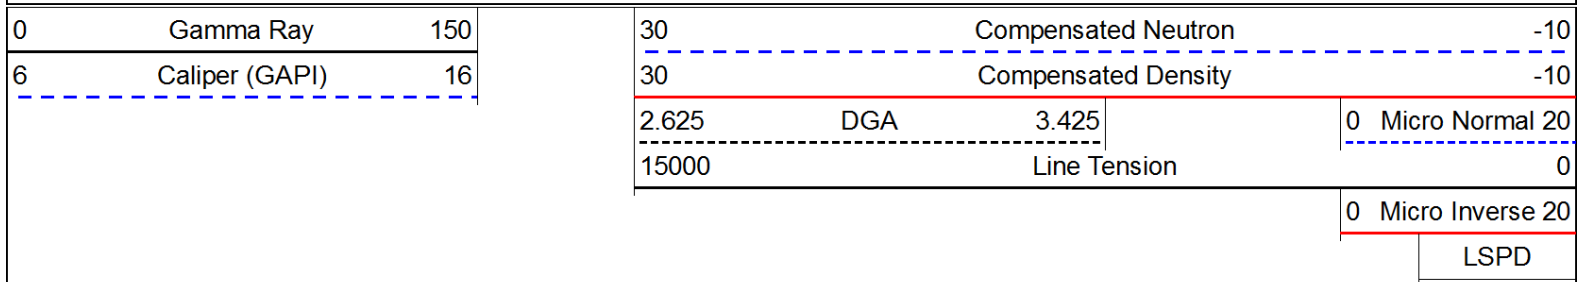 0 Gamma Ray 150 30 Compensated Neutron -10
6 Caliper (GAPI) 16 30 Compensated Density -10
2.625 DGA 3.425 0 Micro Normal 20
15000 Line Tension 0
0 Micro Inverse 20
LSPD